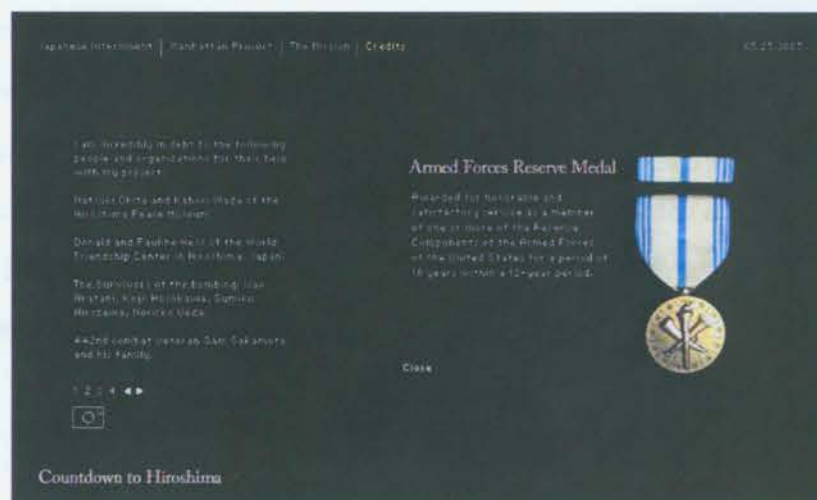 Japanese Internment | Manhattan Project | The Mission | Credits
I am incredibly in debt to the following
people and organizations for their help
with my project:
of the
Hiroshima Peace Museum
Donald and Pauline of the World
Friendship Center in Hiroshima, Japan
The Survivors of the bombing:
442nd combat veteran Sam Sakamoto
and his family.
1 2 3 4
Armed Forces Reserve Medal
Awarded for honorable and
satisfactory service as a member
of one or more of the Reserve
Components of the Armed Forces
of the United States for a period of
10 years within a 12-year period.
Close
Countdown to Hiroshima